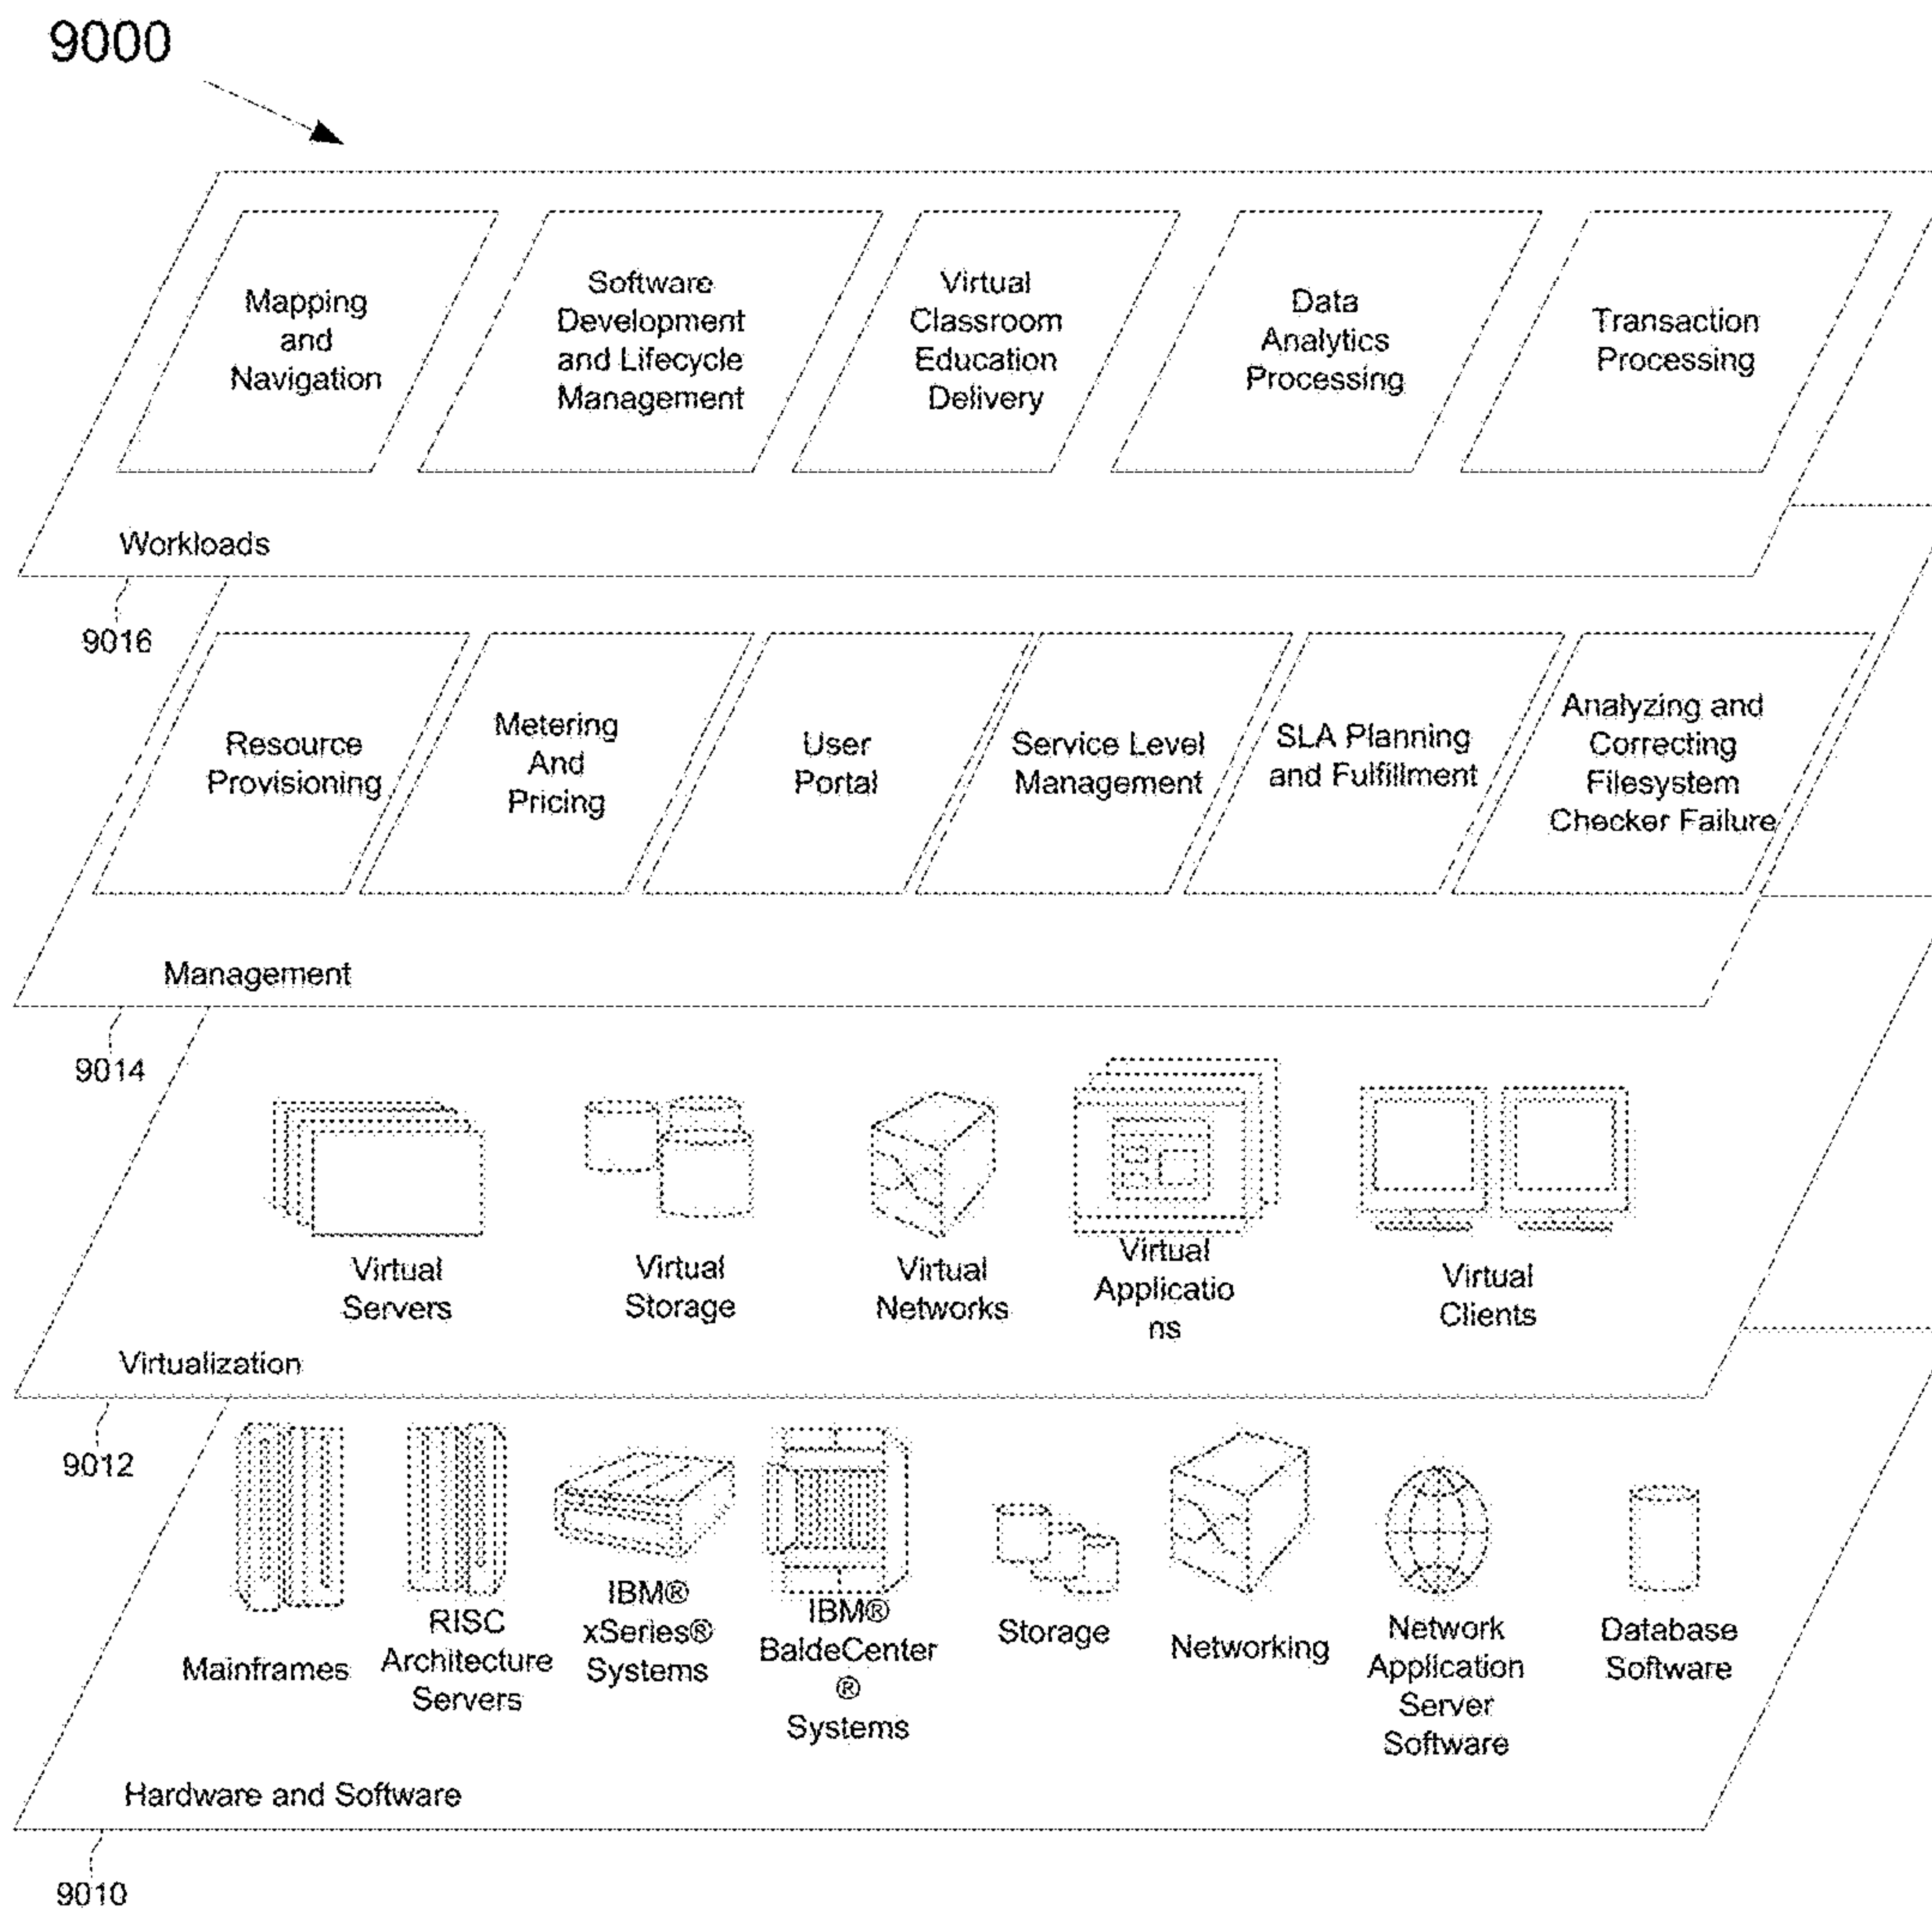 9000
Mapping
and
Navigation
Software
Development
and Lifecycle
Management
Virtual
Classroom
Education
Delivery
Data
Analytics
Processing
Transaction
Processing
Workloads
9016
Resource
Provisioning
Metering
And
Pricing
User
Portal
Service Level
Management
SLA Planning
and Fulfillment
Analyzing and
Correcting
Filesystem
Checker Failure
Management
9014
Virtual
Servers
Virtual
Storage
Virtual
Networks
Virtual
Applicatio
ns
Virtual
Clients
Virtualization
9012
Mainframes
RISC
Architecture
Servers
IBM®
xSeries®
Systems
IBM®
BaldeCenter
®
Systems
Storage
Networking
Network
Application
Server
Software
Database
Software
Hardware and Software
9010